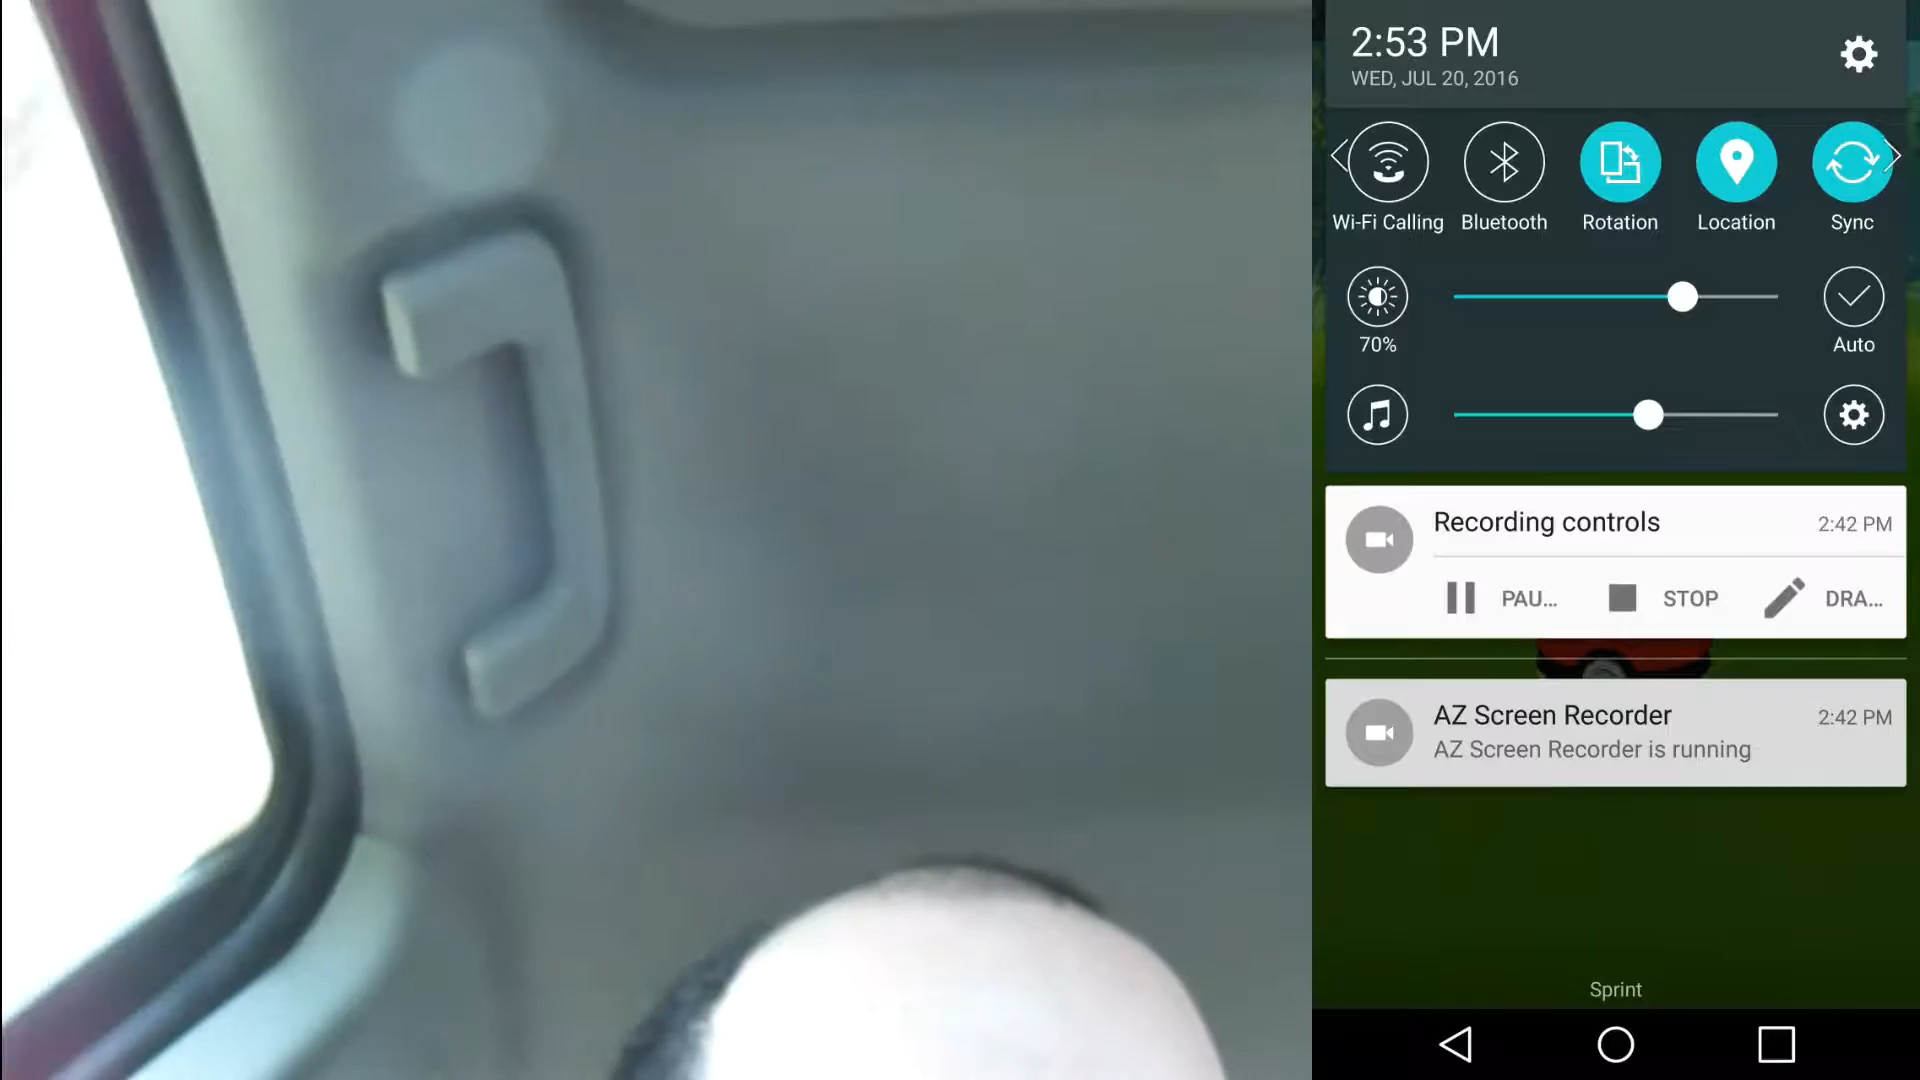 2:53 PM
WED, JUL 20, 2016
Wi-Fi Calling Bluetooth Rotation Location Sync
70% Auto
Recording controls 2:42 PM
PAU... STOP DRA...
AZ Screen Recorder 2:42 PM
AZ Screen Recorder is running
Sprint